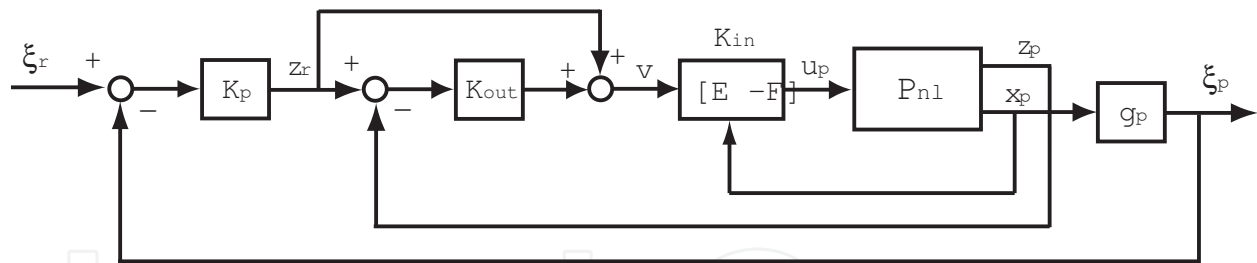 ξr
+
−
Kp
zr
+
−
Kout
+
+
v
Kin
[E −F]
up
Pnl
zp
xp
gp
ξp